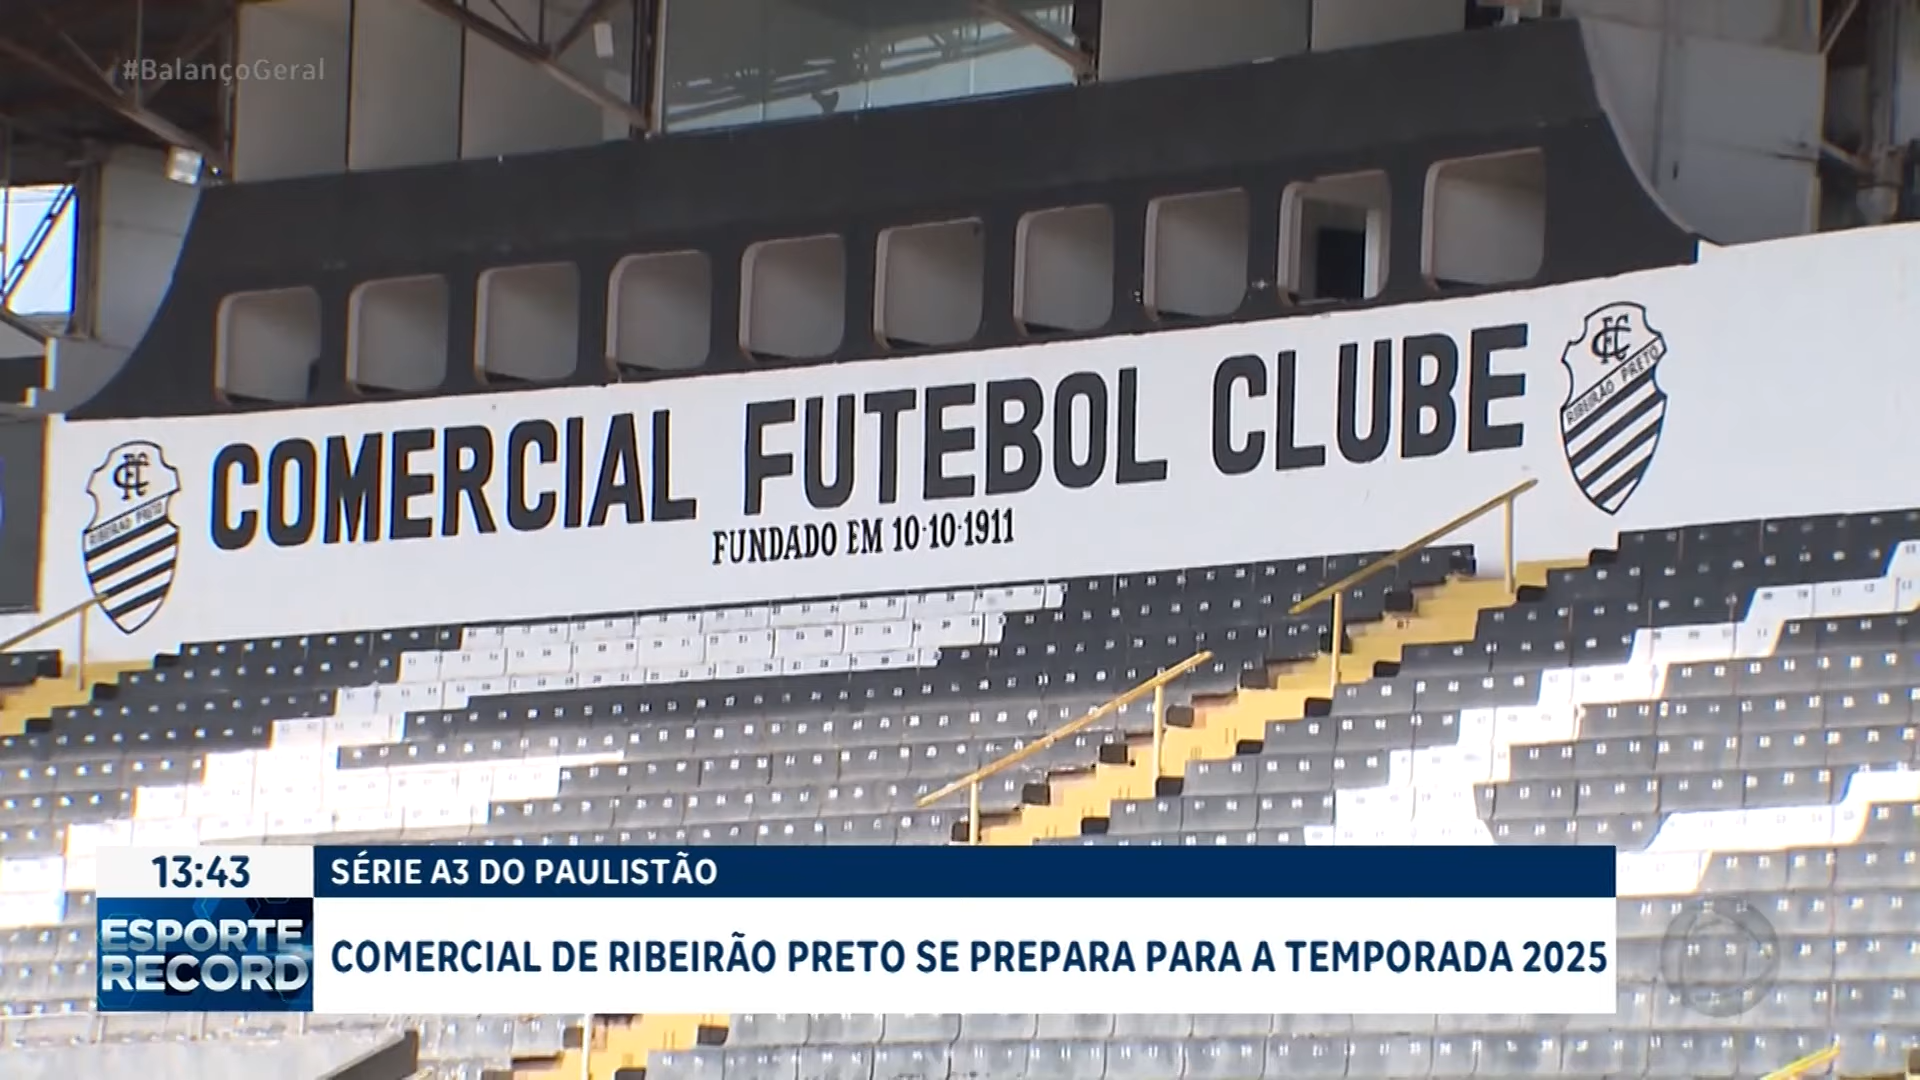 #BalançoGeral
COMERCIAL FUTEBOL CLUBE
FUNDADO EM 10·10·1911
CFC
RIBEIRÃO PRETO
CFC
RIBEIRÃO PRETO
13:43
SÉRIE A3 DO PAULISTÃO
ESPORTE
RECORD
COMERCIAL DE RIBEIRÃO PRETO SE PREPARA PARA A TEMPORADA 2025